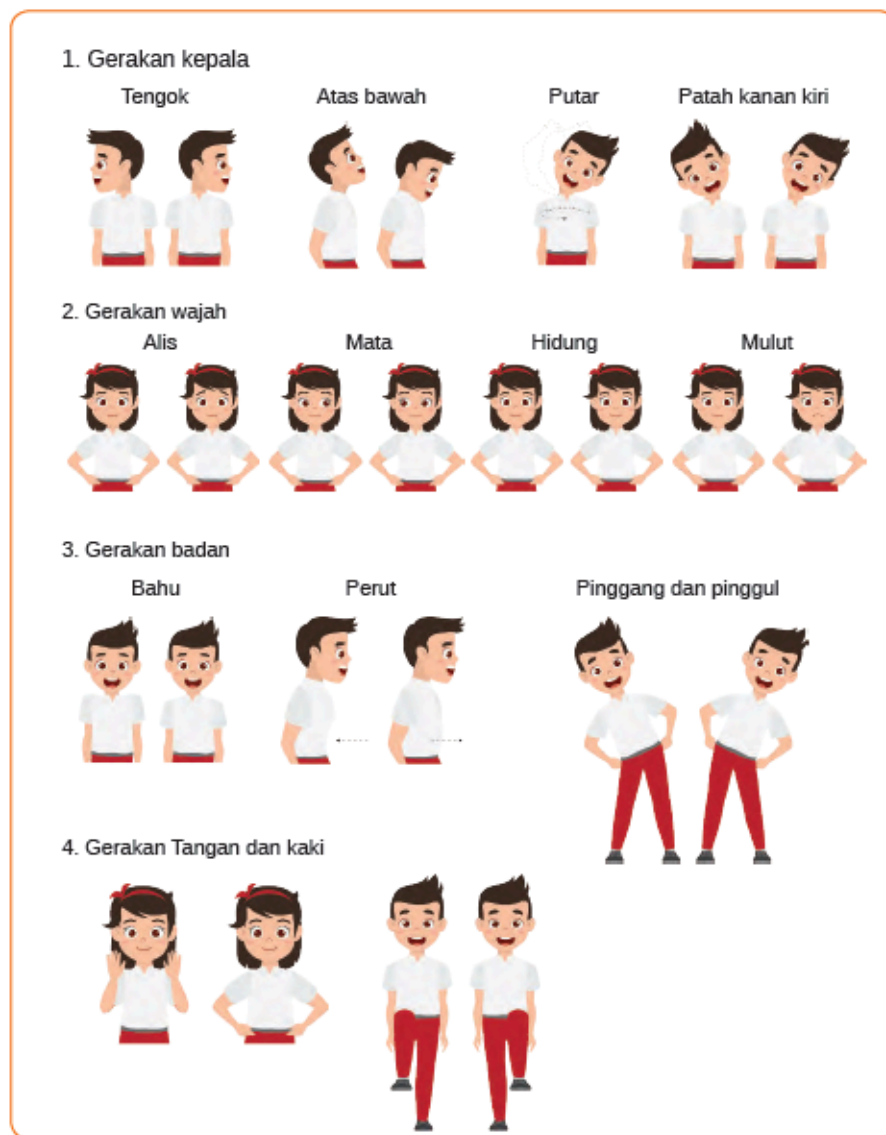 1. Gerakan kepala
Tengok Atas bawah Putar Patah kanan kiri
2. Gerakan wajah
Alis Mata Hidung Mulut
3. Gerakan badan
Bahu Perut Pinggang dan pinggul
4. Gerakan Tangan dan kaki